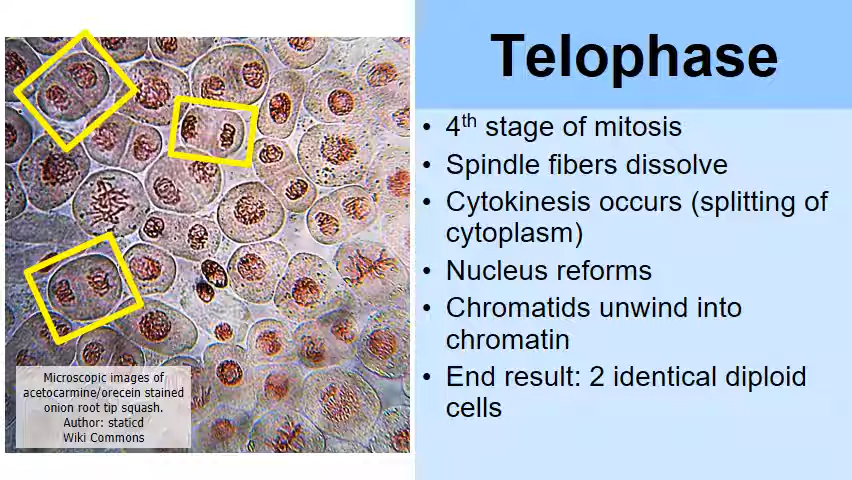 Telophase
• 4th stage of mitosis
• Spindle fibers dissolve
• Cytokinesis occurs (splitting of
cytoplasm)
• Nucleus reforms
• Chromatids unwind into
chromatin
• End result: 2 identical diploid
cells
Microscopic images of
acetocarmine/orecein stained
onion root tip squash.
Author: staticd
Wiki Commons